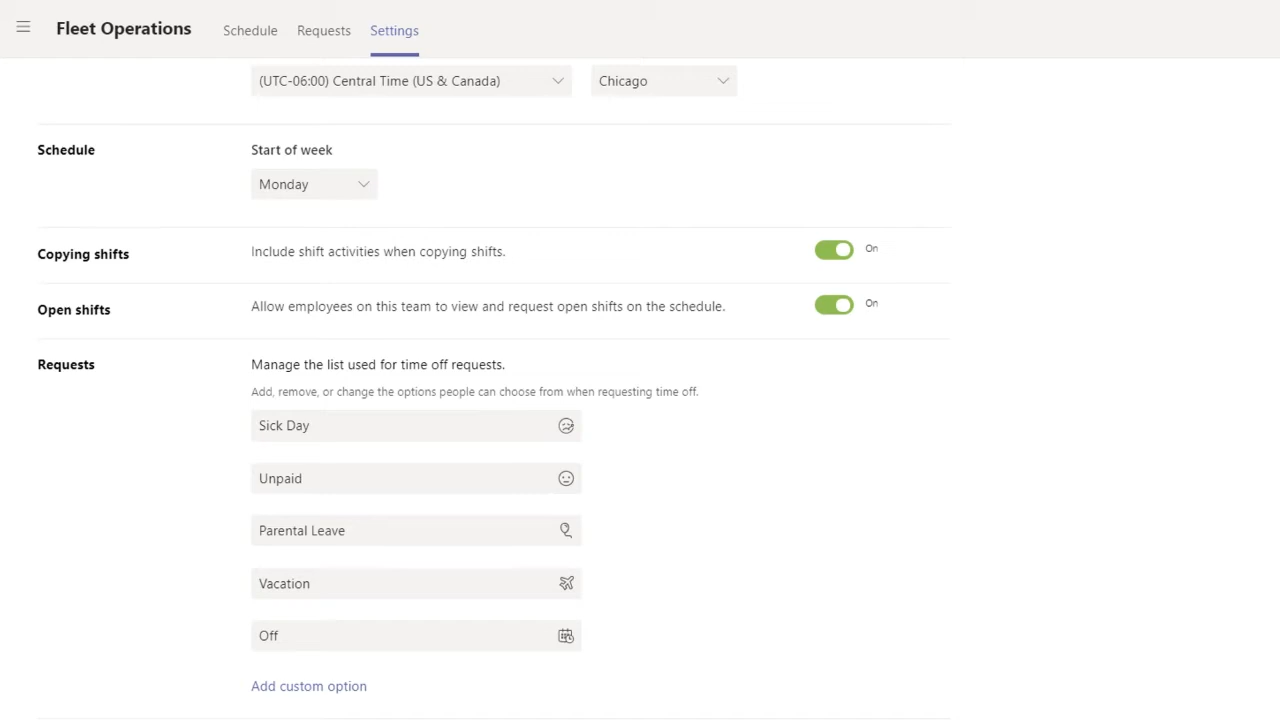 Fleet Operations Schedule Requests Settings
(UTC-06:00) Central Time (US & Canada) Chicago
Schedule Start of week
Monday
Copying shifts Include shift activities when copying shifts. On
Open shifts Allow employees on this team to view and request open shifts on the schedule. On
Requests Manage the list used for time off requests.
Add, remove, or change the options people can choose from when requesting time off.
Sick Day
Unpaid
Parental Leave
Vacation
Off
Add custom option